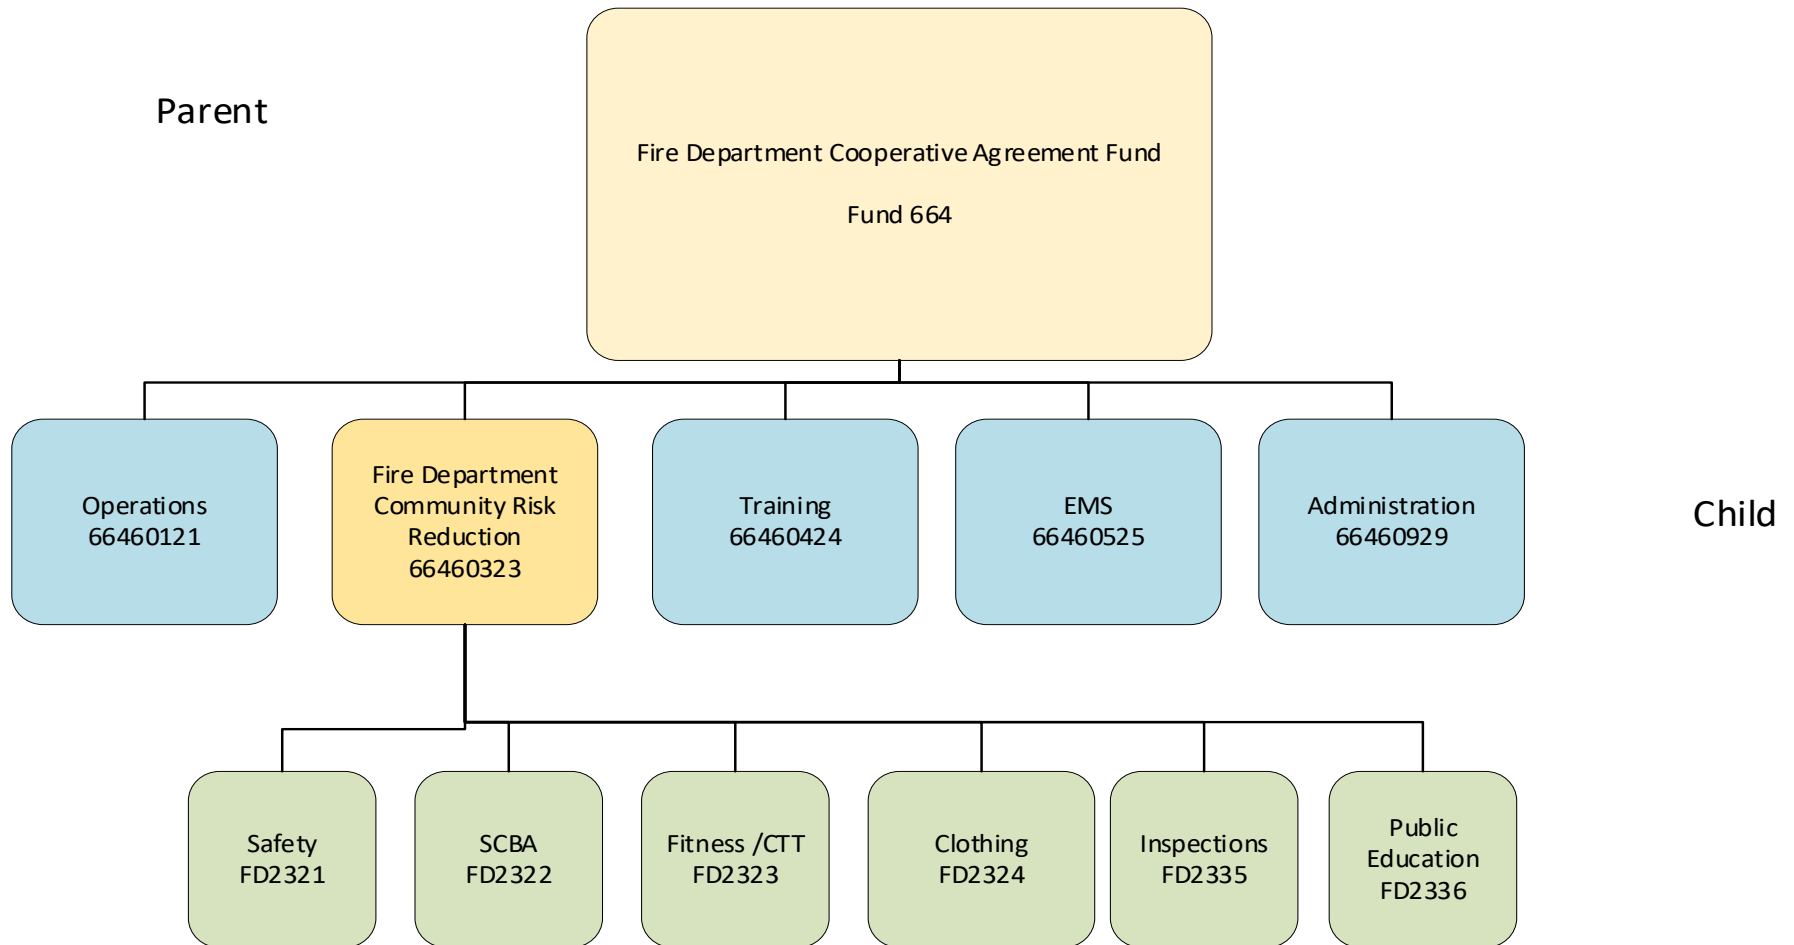 Parent
Fire Department Cooperative Agreement Fund
Fund 664
Operations
66460121
Fire Department
Community Risk
Reduction
66460323
Training
66460424
EMS
66460525
Administration
66460929
Child
Safety
FD2321
SCBA
FD2322
Fitness /CTT
FD2323
Clothing
FD2324
Inspections
FD2335
Public
Education
FD2336